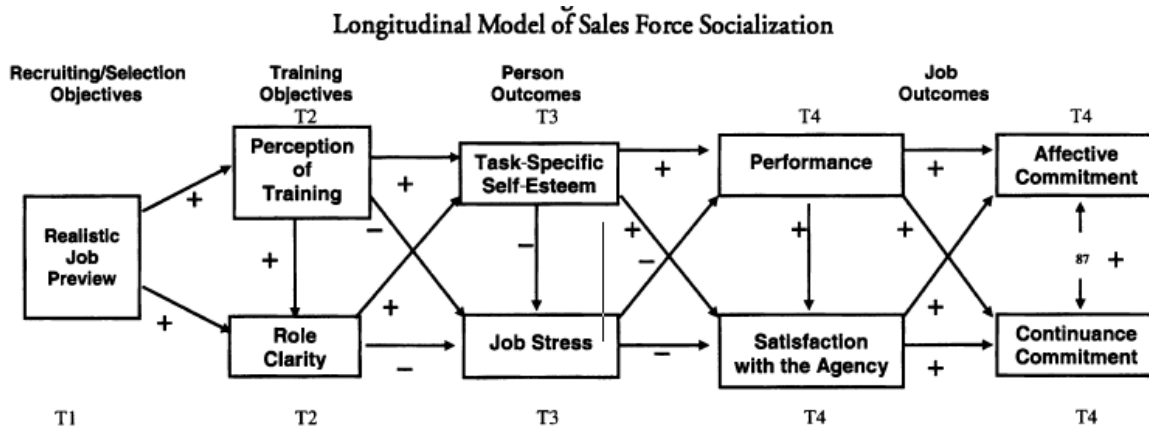 Longitudinal Model of Sales Force Socialization
Recruiting/Selection
Objectives
Training
Objectives
Person
Outcomes
Job
Outcomes
T2
T3
T4
T4
Perception
of
Training
Task-Specific
Self-Esteem
Performance
Affective
Commitment
Realistic
Job
Preview
Role
Clarity
Job Stress
Satisfaction
with the Agency
Continuance
Commitment
+
+
+
+
–
+
–
+
–
+
+
–
–
+
+
+
+
+
87 +
T1
T2
T3
T4
T4